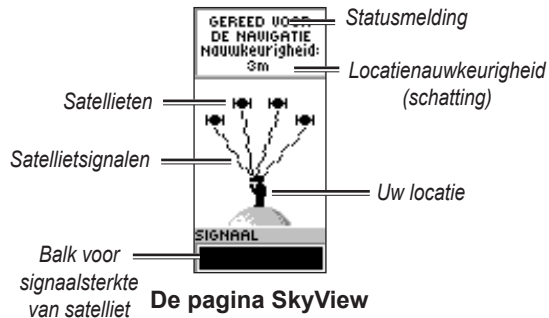 GEREED VOOR
DE NAVIGATIE
Nauwkeurigheid:
3m
Statusmelding
Locatienauwkeurigheid
(schatting)
Satellieten
Satellietsignalen
Uw locatie
SIGNAAL
Balk voor
signaalsterkte
van satelliet
De pagina SkyView